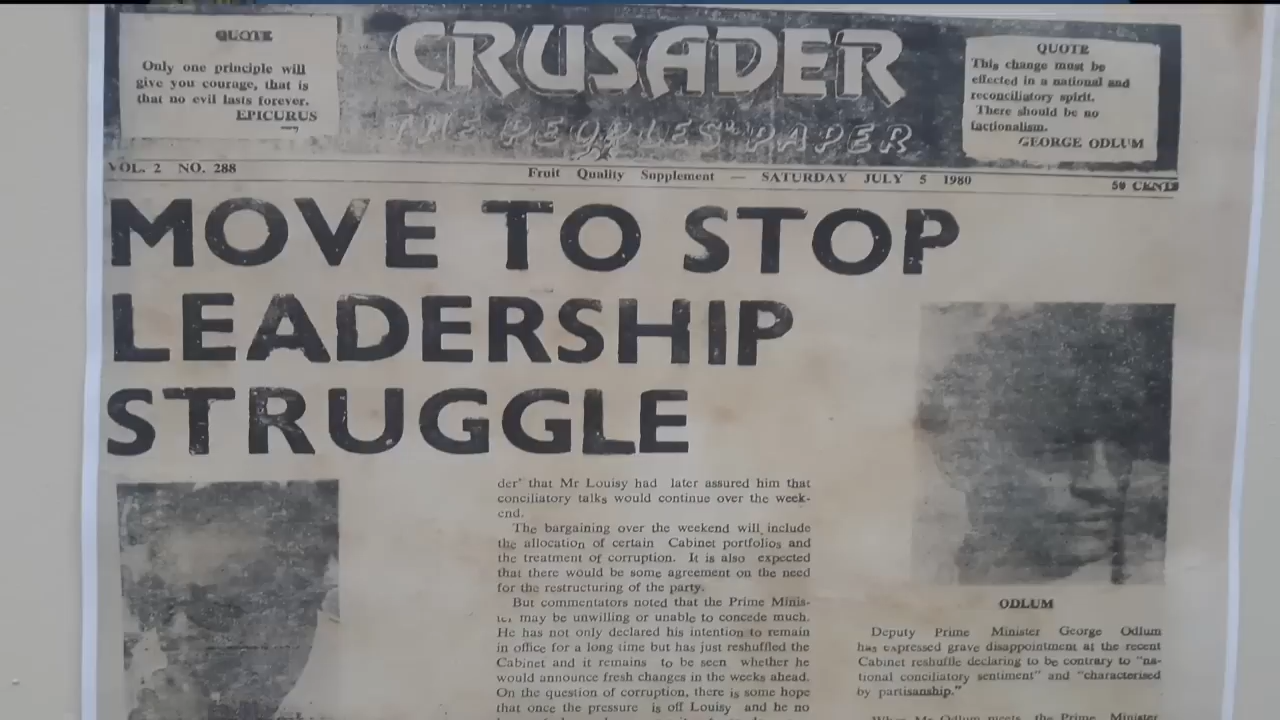 QUOTE
Only one principle will
give you courage, that is
that no evil lasts forever.
EPICURUS
CRUSADER
THE PEOPLES' PAPER
QUOTE
This change must be
effected in a national and
reconciliatory spirit.
There should be no
factionalism.
GEORGE ODLUM
VOL. 2 NO. 288
Fruit Quality Supplement — SATURDAY JULY 5 1980
50 CENTS
MOVE TO STOP
LEADERSHIP
STRUGGLE
der' that Mr Louisy had later assured him that
conciliatory talks would continue over the week-
end.
The bargaining over the weekend will include
the allocation of certain Cabinet portfolios and
the treatment of corruption. It is also expected
that there would be some agreement on the need
for the restructuring of the party.
But commentators noted that the Prime Minis-
may be unwilling or unable to concede much.
He has not only declared his intention to remain
in office for a long time but has just reshuffled the
Cabinet and it remains to be seen whether he
would announce fresh changes in the weeks ahead.
On the question of corruption, there is some hope
that once the pressure is off Louisy and he no
ODLUM
Deputy Prime Minister George Odlum
has expressed grave disappointment at the recent
Cabinet reshuffle declaring to be contrary to "na-
tional conciliatory sentiment" and "characterised
by partisanship."
When Mr Odlum meets the Prime Minister